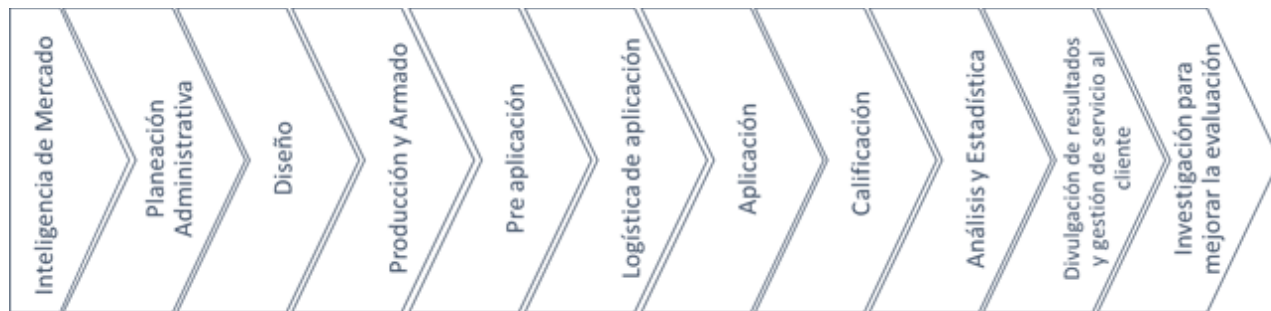 Inteligencia de Mercado
Planeación
Administrativa
Diseño
Producción y Armado
Pre aplicación
Logística de aplicación
Aplicación
Calificación
Análisis y Estadística
Divulgación de resultados
y gestión de servicio al
cliente
Investigación para
mejorar la evaluación